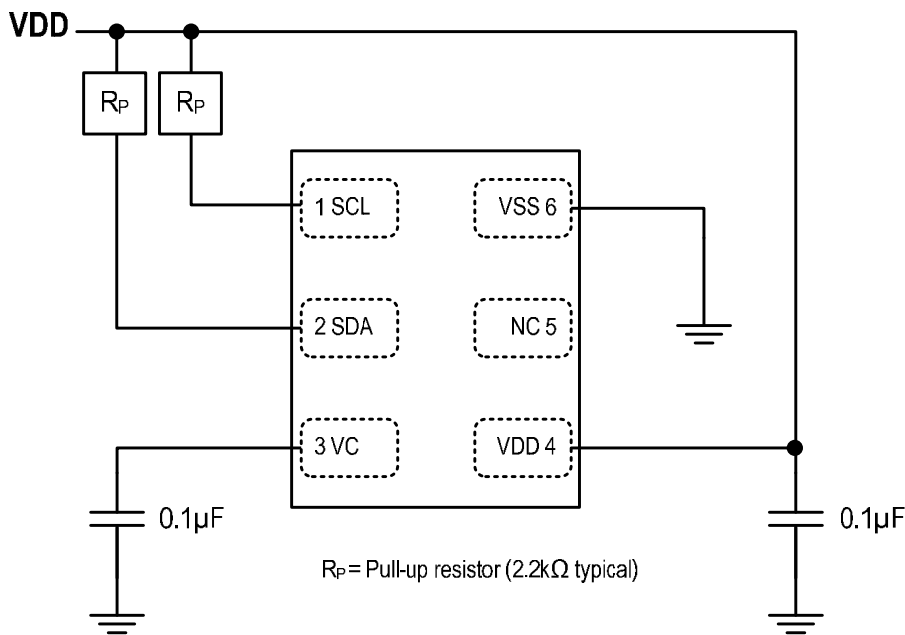 VDD
RP RP
1 SCL VSS 6
2 SDA NC 5
3 VC VDD 4
0.1µF 0.1µF
RP = Pull-up resistor (2.2kΩ typical)